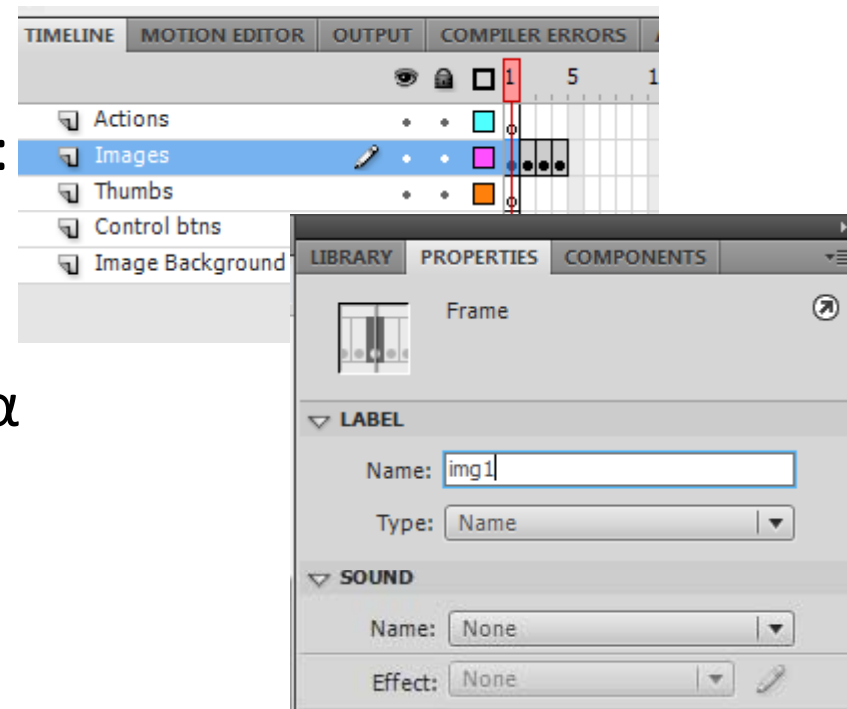 TIMELINE MOTION EDITOR OUTPUT COMPILER ERRORS
1 5 1
Actions
:
Images
Thumbs
Control btns
Image Background
LIBRARY PROPERTIES COMPONENTS
Frame
α
LABEL
Name: img1
Type: Name
SOUND
Name: None
Effect: None